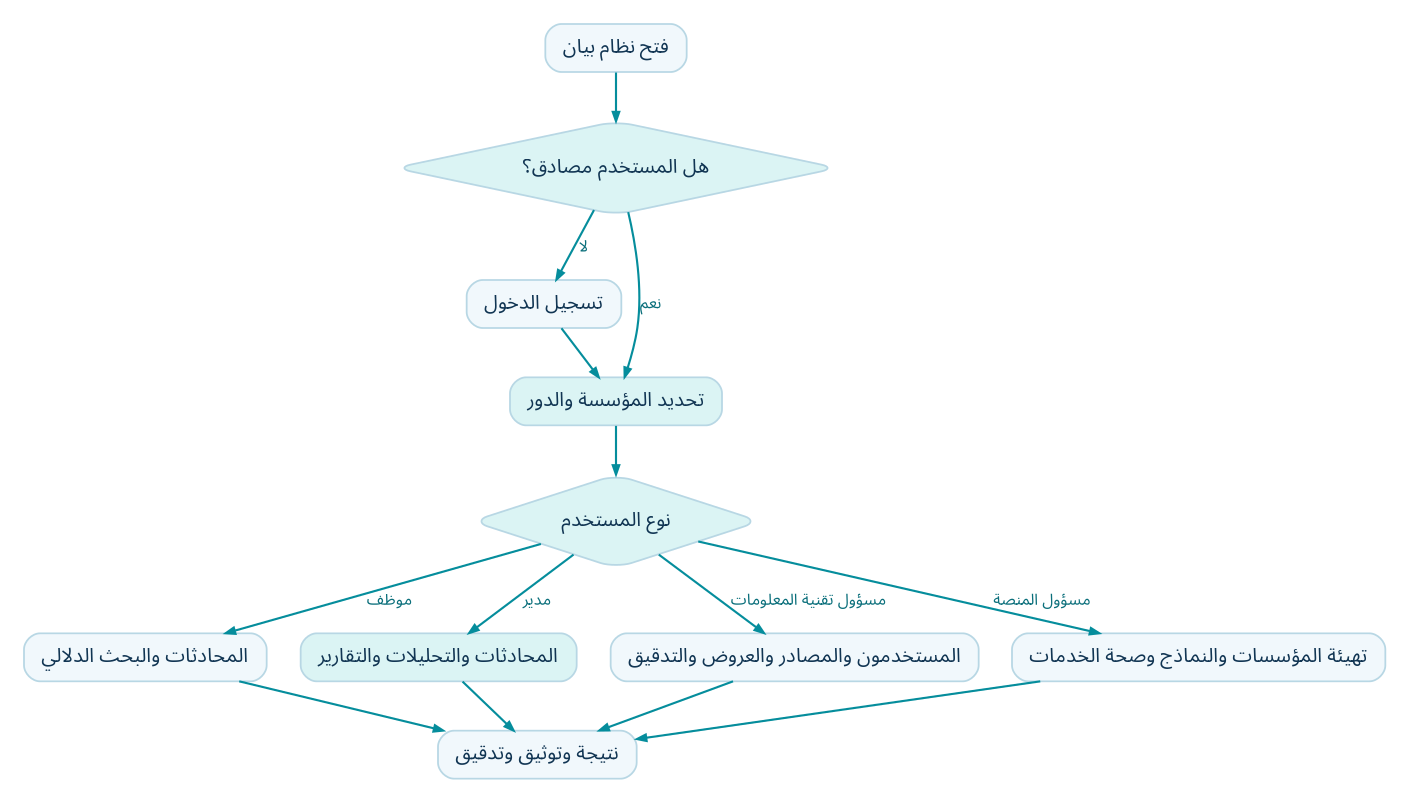 فتح نظام بيان
هل المستخدم مصادق؟
لا
تسجيل الدخول
نعم
تحديد المؤسسة والدور
نوع المستخدم
مسؤول المنصة
مسؤول تقنية المعلومات
مدير
موظف
تهيئة المؤسسات والنماذج وصحة الخدمات
المستخدمون والمصادر والعروض والتدقيق
المحادثات والتحليلات والتقارير
المحادثات والبحث الدلالي
نتيجة وتوثيق وتدقيق